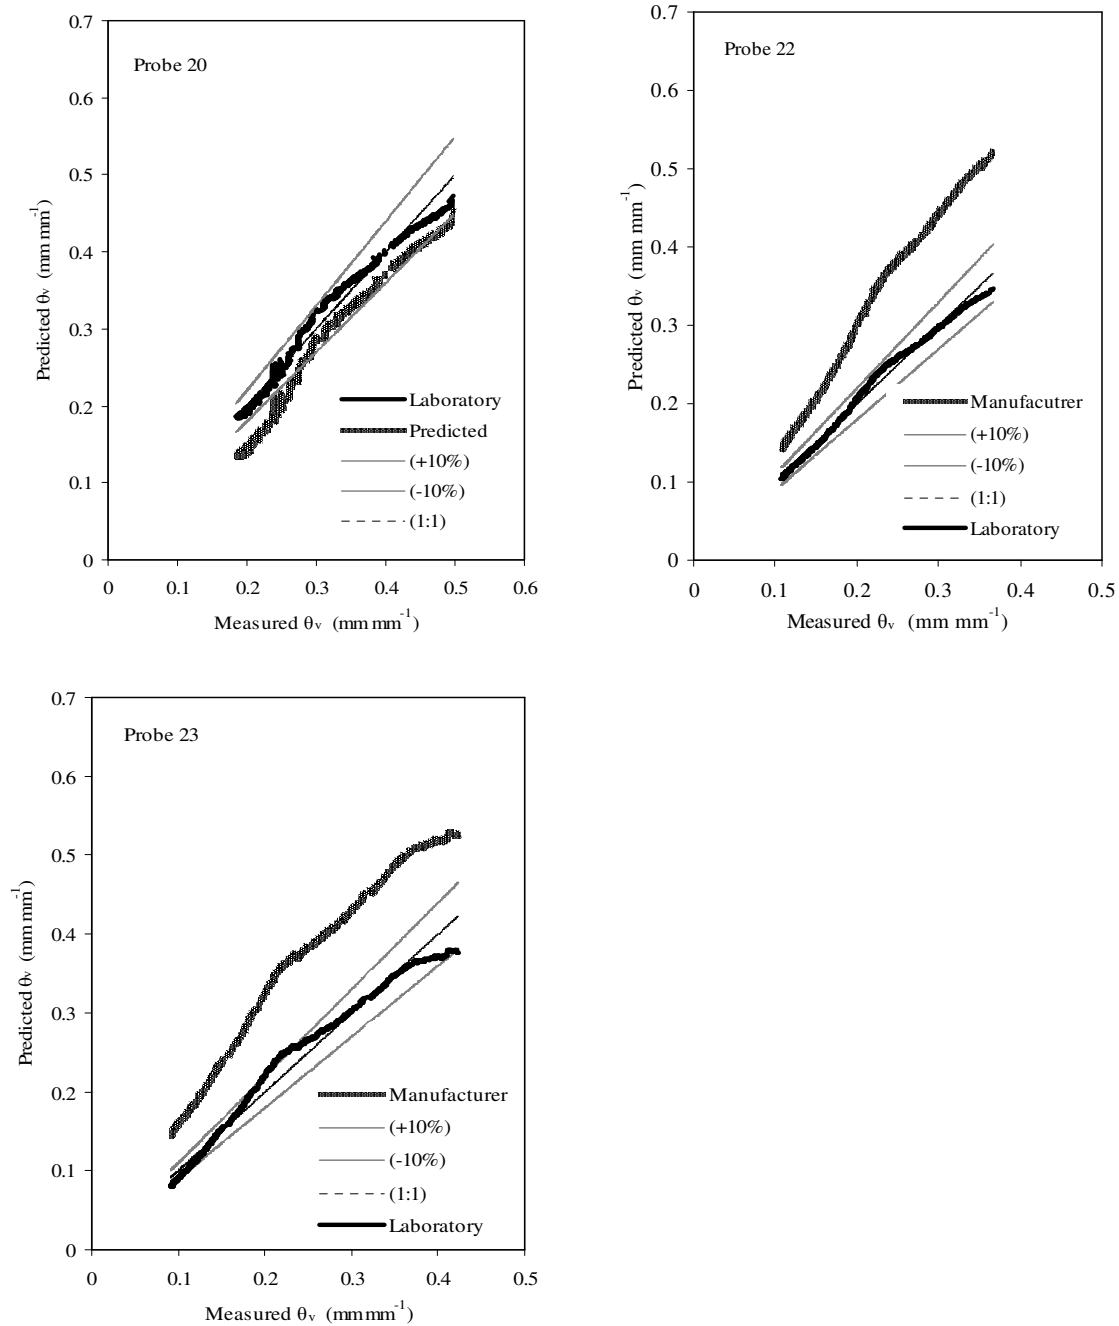 Probe 20
0.7
0.6
0.5
0.4
0.3
0.2
0.1
0
Predicted θv (mm mm-1)
Laboratory
Predicted
(+10%)
(-10%)
(1:1)
0 0.1 0.2 0.3 0.4 0.5 0.6
Measured θv (mm mm-1)
Probe 22
0.7
0.6
0.5
0.4
0.3
0.2
0.1
0
Predicted θv (mm mm-1)
Manufacutrer
(+10%)
(-10%)
(1:1)
Laboratory
0 0.1 0.2 0.3 0.4 0.5
Measured θv (mm mm-1)
Probe 23
0.7
0.6
0.5
0.4
0.3
0.2
0.1
0
Predicted θv (mm mm-1)
Manufacturer
(+10%)
(-10%)
(1:1)
Laboratory
0 0.1 0.2 0.3 0.4 0.5
Measured θv (mm mm-1)